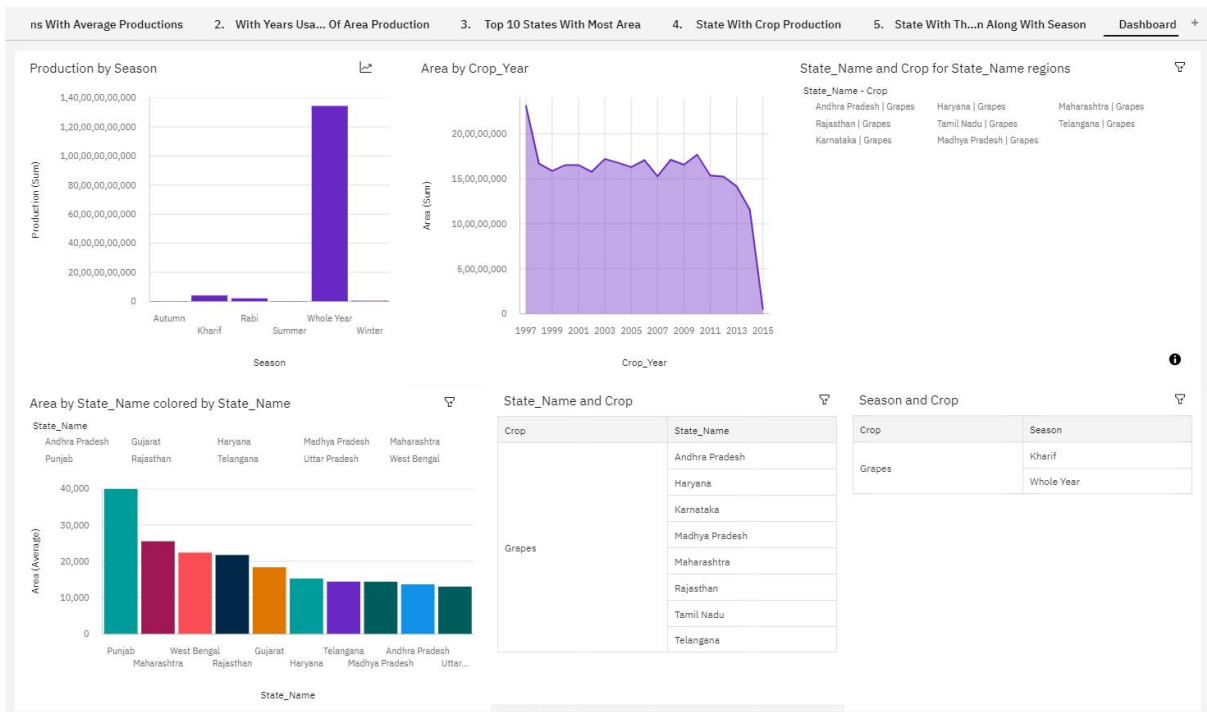 ns With Average Productions 2. With Years Usa... Of Area Production 3. Top 10 States With Most Area 4. State With Crop Production 5. State With Th...n Along With Season Dashboard +
Production by Season
1,40,00,00,00,000
1,20,00,00,00,000
1,00,00,00,00,000
80,00,00,00,000
60,00,00,00,000
40,00,00,00,000
20,00,00,00,000
0
Production (Sum)
Autumn Rabi Whole Year
Kharif Summer Winter
Season
Area by Crop_Year
20,00,00,000
15,00,00,000
10,00,00,000
5,00,00,000
0
Area (Sum)
1997 1999 2001 2003 2005 2007 2009 2011 2013 2015
Crop_Year
State_Name and Crop for State_Name regions
State_Name - Crop
Andhra Pradesh | Grapes Haryana | Grapes Maharashtra | Grapes
Rajasthan | Grapes Tamil Nadu | Grapes Telangana | Grapes
Karnataka | Grapes Madhya Pradesh | Grapes
Area by State_Name colored by State_Name
State_Name
Andhra Pradesh Gujarat Haryana Madhya Pradesh Maharashtra
Punjab Rajasthan Telangana Uttar Pradesh West Bengal
40,000
30,000
20,000
10,000
0
Area (Average)
Punjab West Bengal Gujarat Telangana Andhra Pradesh
Maharashtra Rajasthan Haryana Madhya Pradesh Uttar...
State_Name
State_Name and Crop
Crop State_Name
Andhra Pradesh
Haryana
Karnataka
Madhya Pradesh
Grapes
Maharashtra
Rajasthan
Tamil Nadu
Telangana
Season and Crop
Crop Season
Kharif
Grapes
Whole Year